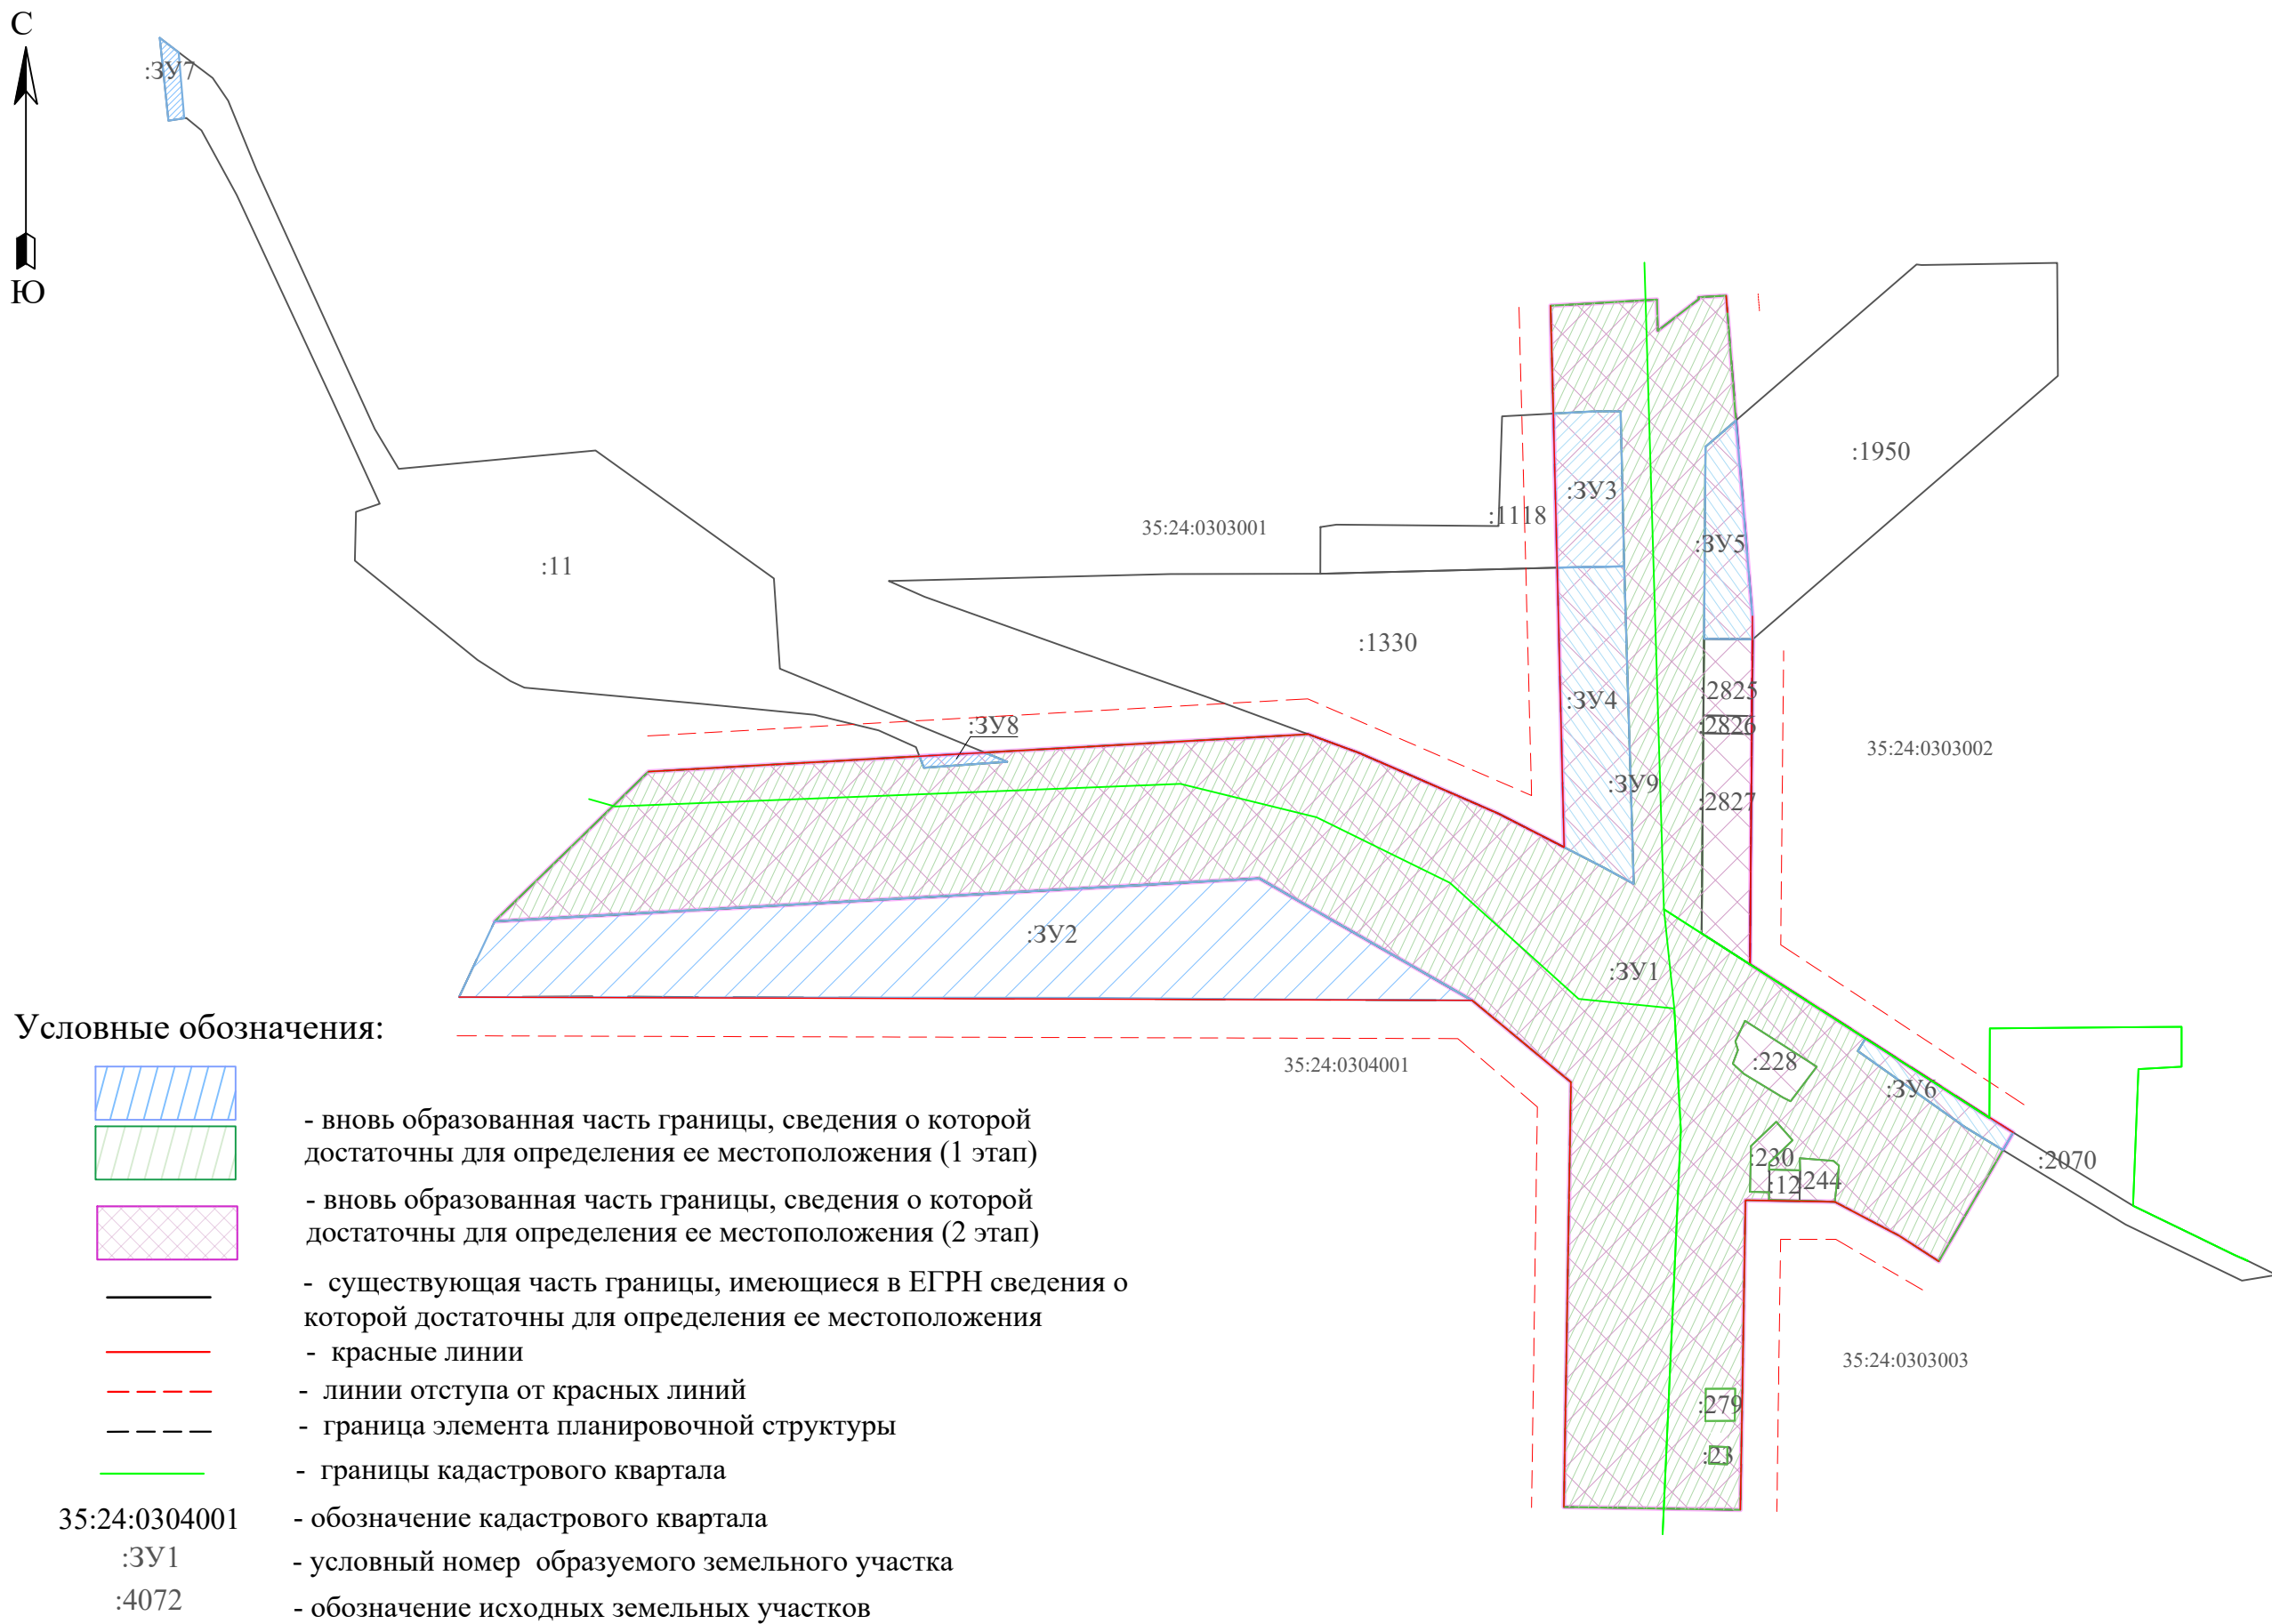 С
Ю
:ЗУ7
:11
35:24:0303001
:1118
:1330
:ЗУ3
:ЗУ5
:1950
:ЗУ4
:2825
:2826
:2827
:ЗУ8
:ЗУ9
35:24:0303002
:ЗУ2
:ЗУ1
35:24:0304001
:228
:ЗУ6
:230
:12
244
:2070
35:24:0303003
:279
:23
Условные обозначения:
- вновь образованная часть границы, сведения о которой
достаточны для определения ее местоположения (1 этап)
- вновь образованная часть границы, сведения о которой
достаточны для определения ее местоположения (2 этап)
- существующая часть границы, имеющиеся в ЕГРН сведения о
которой достаточны для определения ее местоположения
- красные линии
- линии отступа от красных линий
- граница элемента планировочной структуры
- границы кадастрового квартала
35:24:0304001 - обозначение кадастрового квартала
:ЗУ1 - условный номер образуемого земельного участка
:4072 - обозначение исходных земельных участков